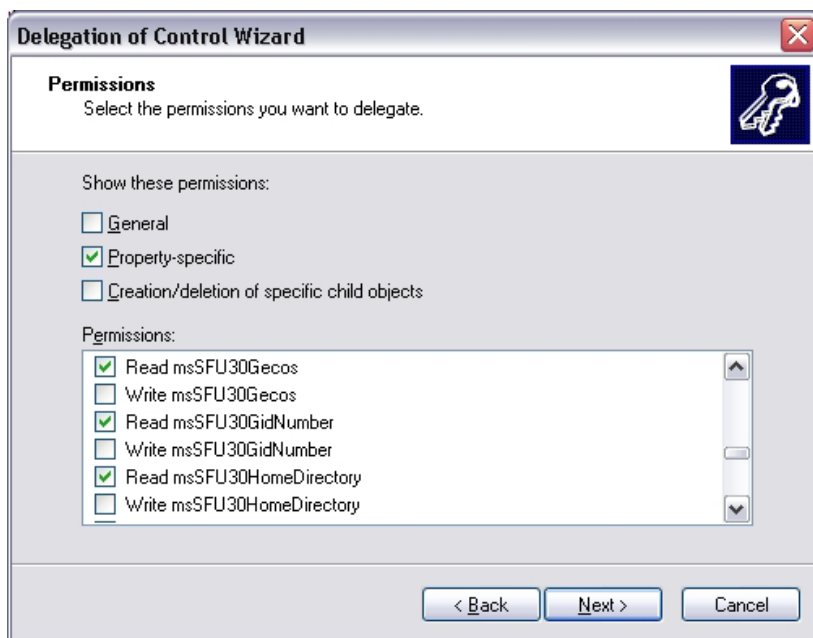 Delegation of Control Wizard
Permissions
Select the permissions you want to delegate.
Show these permissions:
General
Property-specific
Creation/deletion of specific child objects
Permissions:
Read msSFU30Gecos
Write msSFU30Gecos
Read msSFU30GidNumber
Write msSFU30GidNumber
Read msSFU30HomeDirectory
Write msSFU30HomeDirectory
< Back Next > Cancel